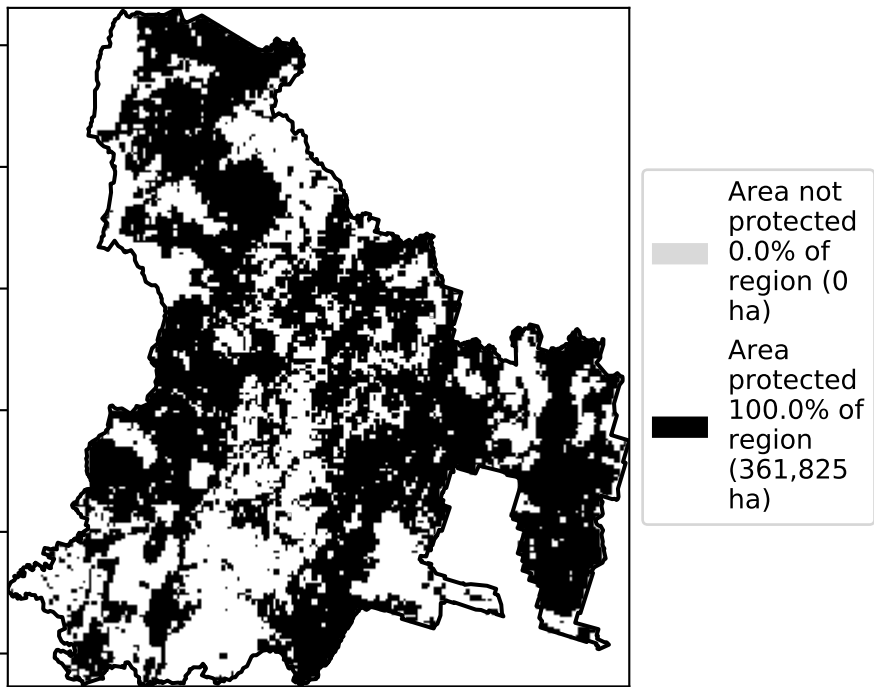 Area not
protected
0.0% of
region (0
ha)
Area
protected
100.0% of
region
(361,825
ha)